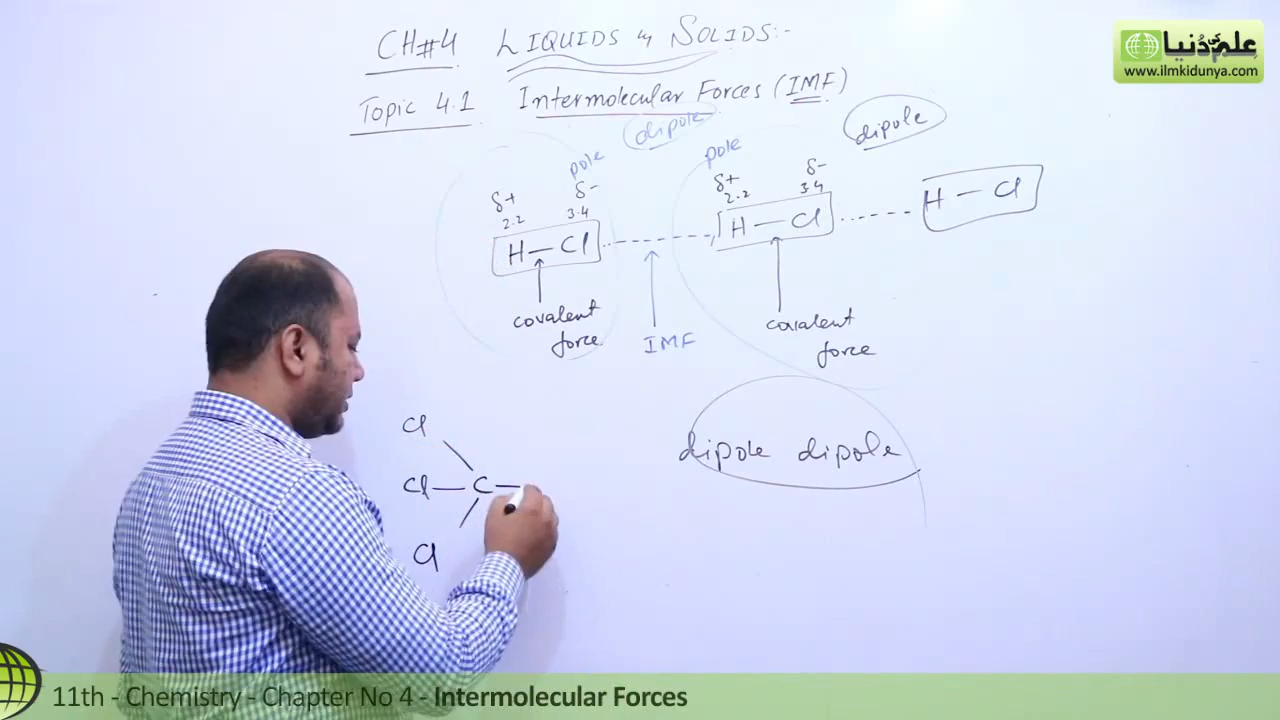 CH#4 LIQUIDS & SOLIDS:-
علم کی دنیا
www.ilmkidunya.com
Topic 4.1 Intermolecular Forces (IMF)
dipole
dipole
pole
pole
δ+ δ-
2.2 3.4
H — Cl
δ+ δ-
2.2 3.4
H — Cl
H — Cl
covalent
force
IMF
covalent
force
dipole dipole
Cl
Cl — C —
Cl
11th - Chemistry - Chapter No 4 - Intermolecular Forces